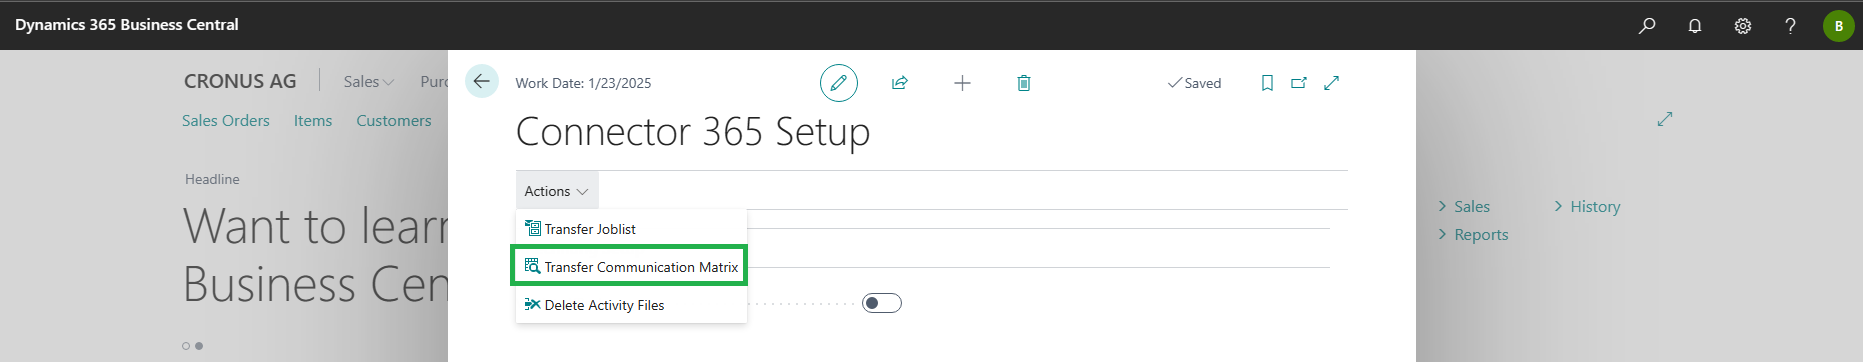 Dynamics 365 Business Central
B
CRONUS AG
Sales
Purc
Work Date: 1/23/2025
Saved
Sales Orders
Items
Customers
Connector 365 Setup
Headline
Actions
Want to learn
Business Cen
Transfer Joblist
Transfer Communication Matrix
Delete Activity Files
Sales
History
Reports